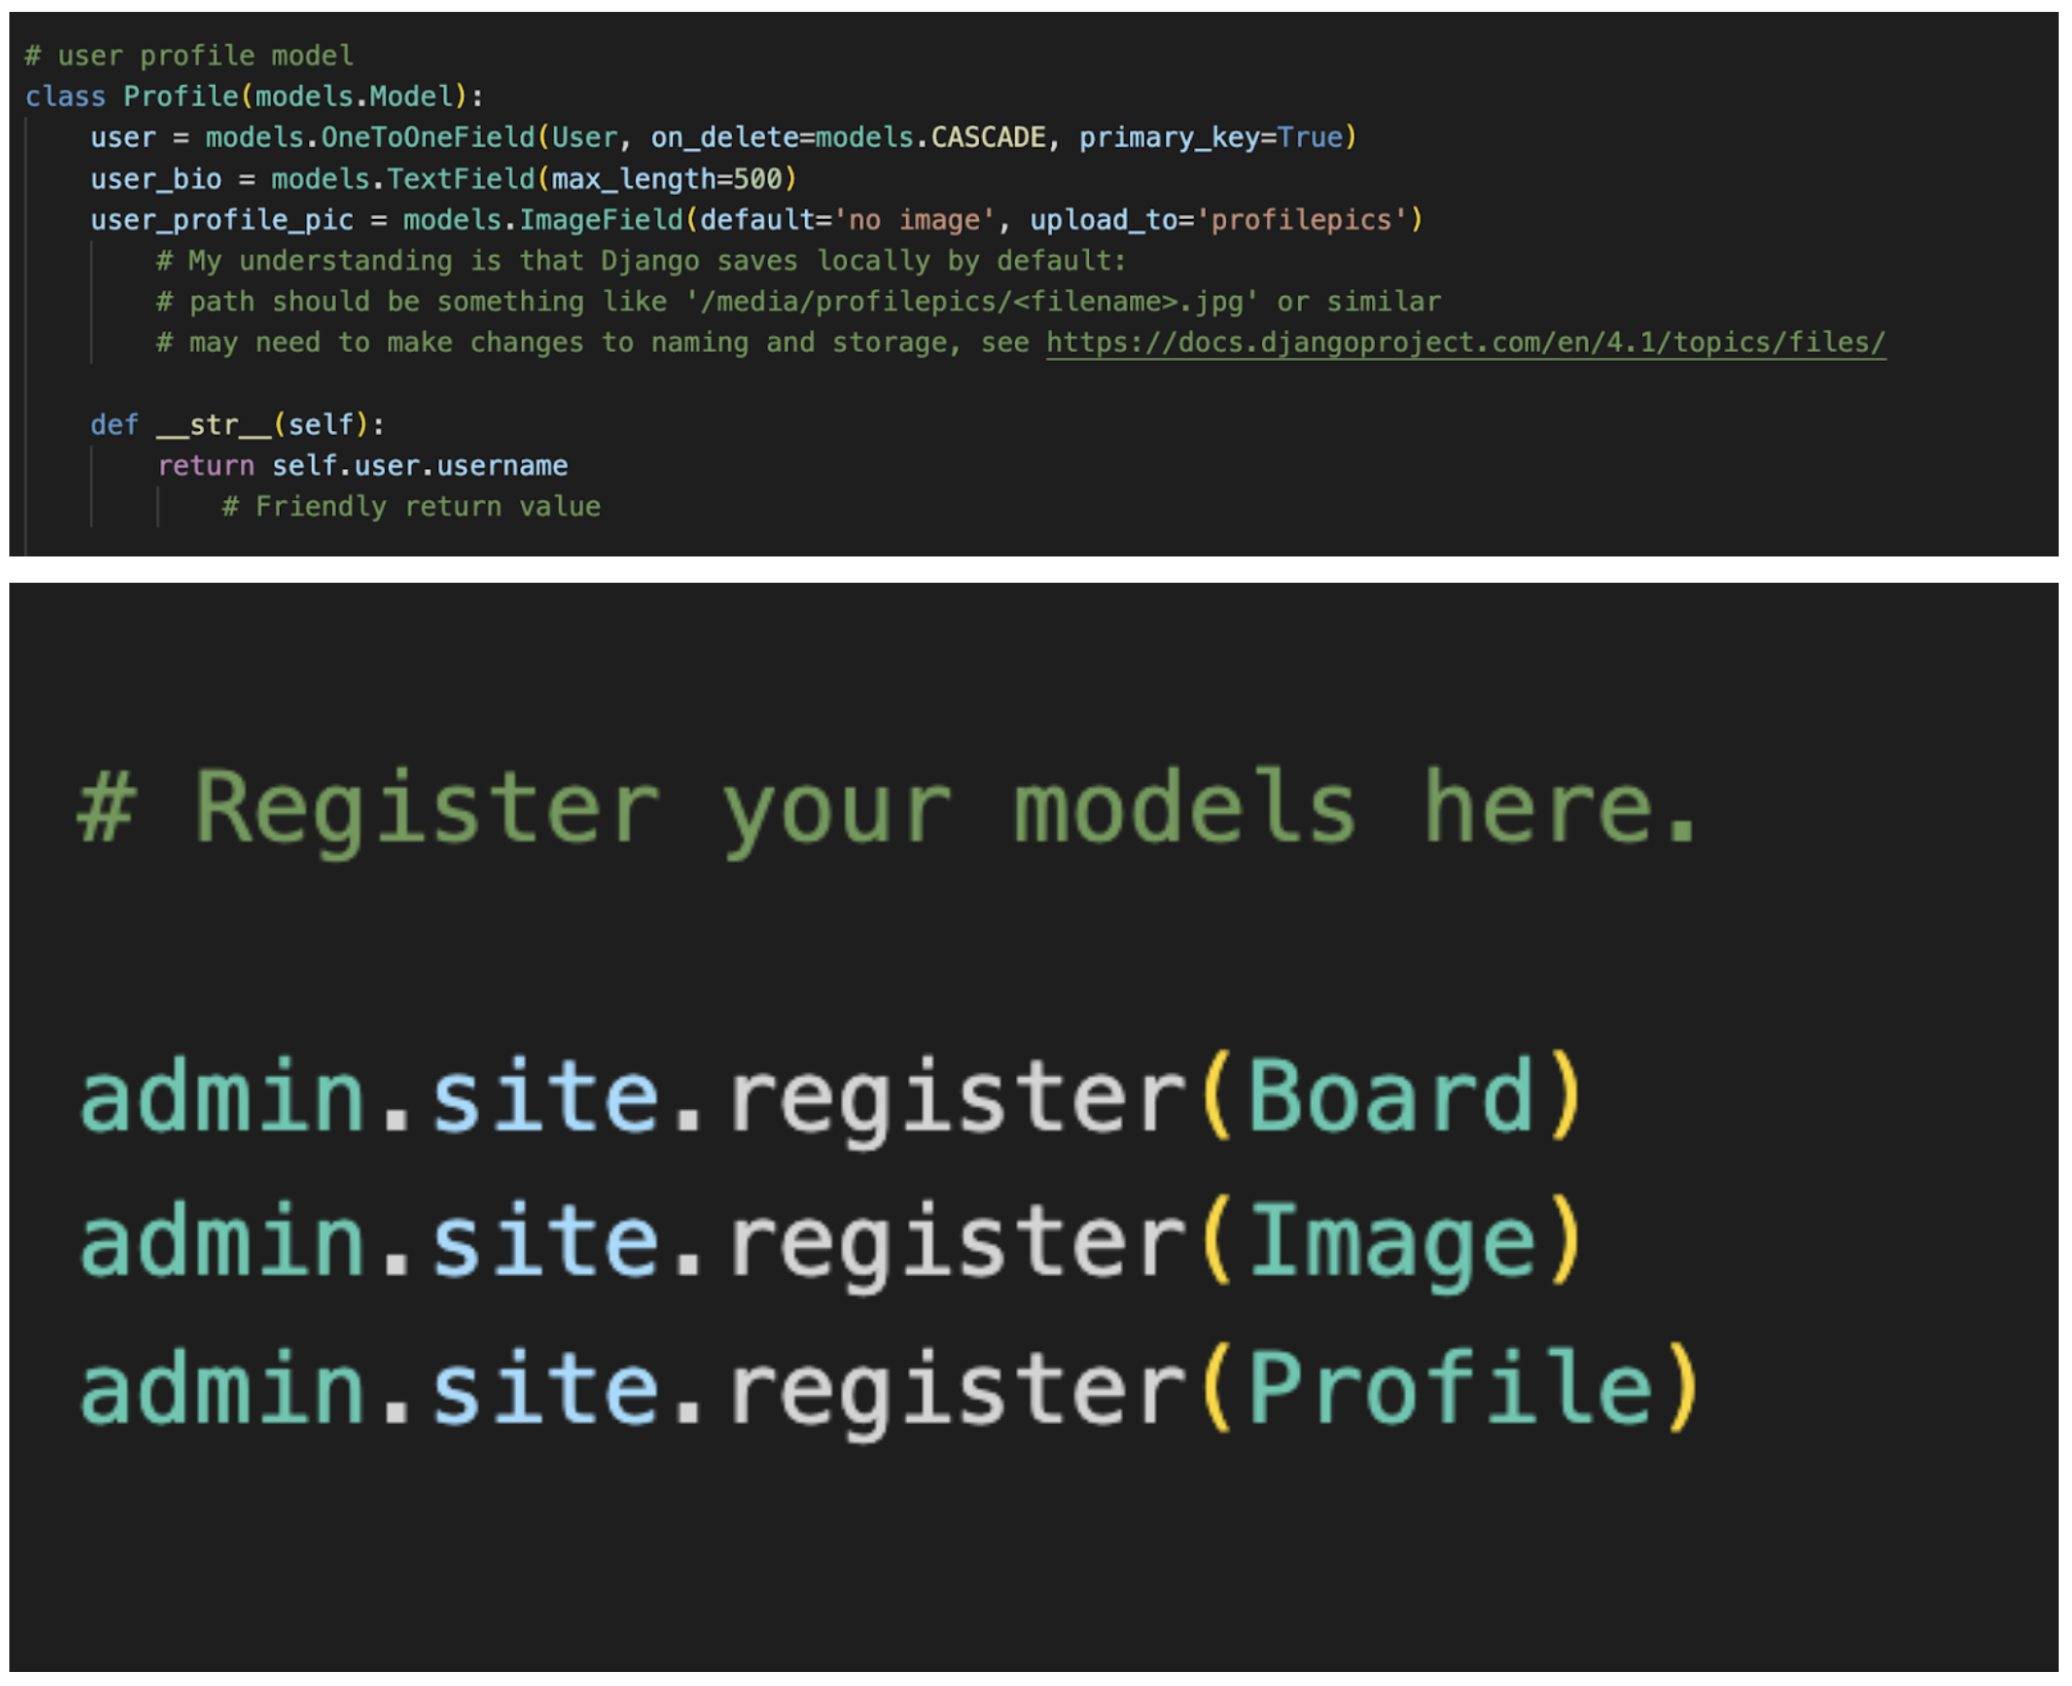 # user profile model
class Profile(models.Model):
    user = models.OneToOneField(User, on_delete=models.CASCADE, primary_key=True)
    user_bio = models.TextField(max_length=500)
    user_profile_pic = models.ImageField(default='no image', upload_to='profilepics')
        # My understanding is that Django saves locally by default:
        # path should be something like '/media/profilepics/<filename>.jpg' or similar
        # may need to make changes to naming and storage, see https://docs.djangoproject.com/en/4.1/topics/files/
    def __str__(self):
        return self.user.username
            # Friendly return value
# Register your models here.
admin.site.register(Board)
admin.site.register(Image)
admin.site.register(Profile)